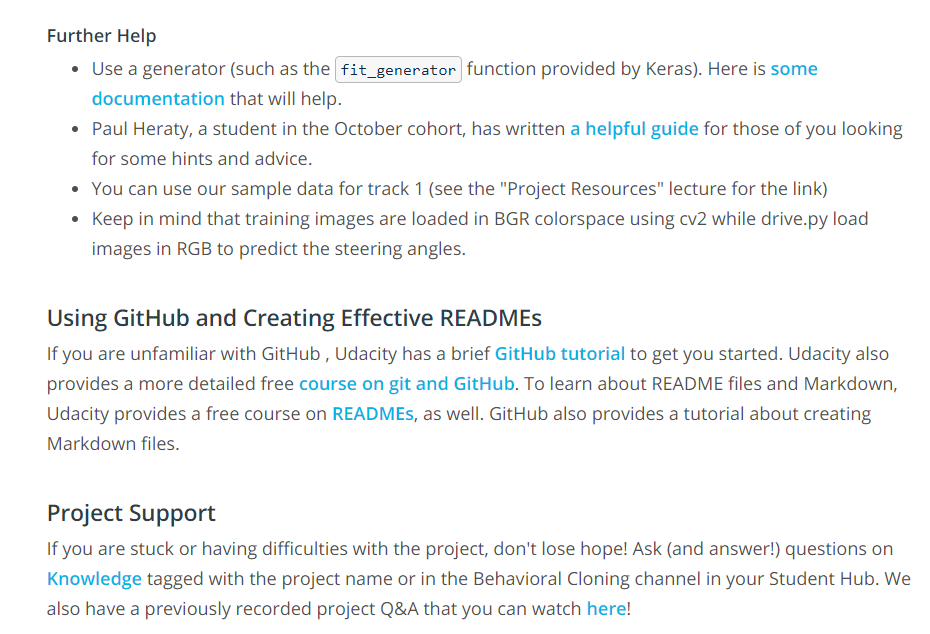 Further Help
Use a generator (such as the fit_generator function provided by Keras). Here is some
documentation that will help.
Paul Heraty, a student in the October cohort, has written a helpful guide for those of you looking
for some hints and advice.
You can use our sample data for track 1 (see the "Project Resources" lecture for the link)
Keep in mind that training images are loaded in BGR colorspace using cv2 while drive.py load
images in RGB to predict the steering angles.
Using GitHub and Creating Effective READMEs
If you are unfamiliar with GitHub , Udacity has a brief GitHub tutorial to get you started. Udacity also
provides a more detailed free course on git and GitHub. To learn about README files and Markdown,
Udacity provides a free course on READMEs, as well. GitHub also provides a tutorial about creating
Markdown files.
Project Support
If you are stuck or having difficulties with the project, don't lose hope! Ask (and answer!) questions on
Knowledge tagged with the project name or in the Behavioral Cloning channel in your Student Hub. We
also have a previously recorded project Q&A that you can watch here!